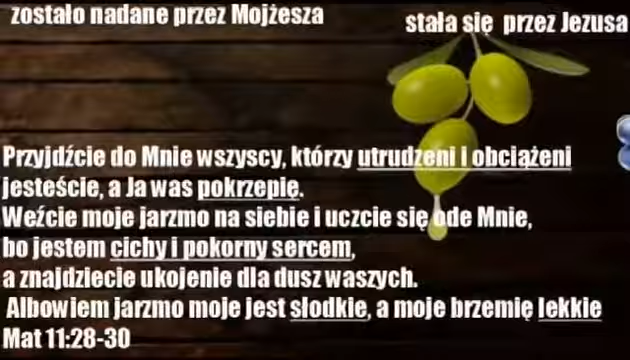 zostało nadane przez Mojżesza
stała się przez Jezusa
Przyjdźcie do Mnie wszyscy, którzy utrudzeni i obciążeni
jesteście, a Ja was pokrzepię.
Weźcie moje jarzmo na siebie i uczcie się ode Mnie,
bo jestem cichy i pokorny sercem,
a znajdziecie ukojenie dla dusz waszych.
Albowiem jarzmo moje jest słodkie, a moje brzemię lekkie
Mat 11:28-30